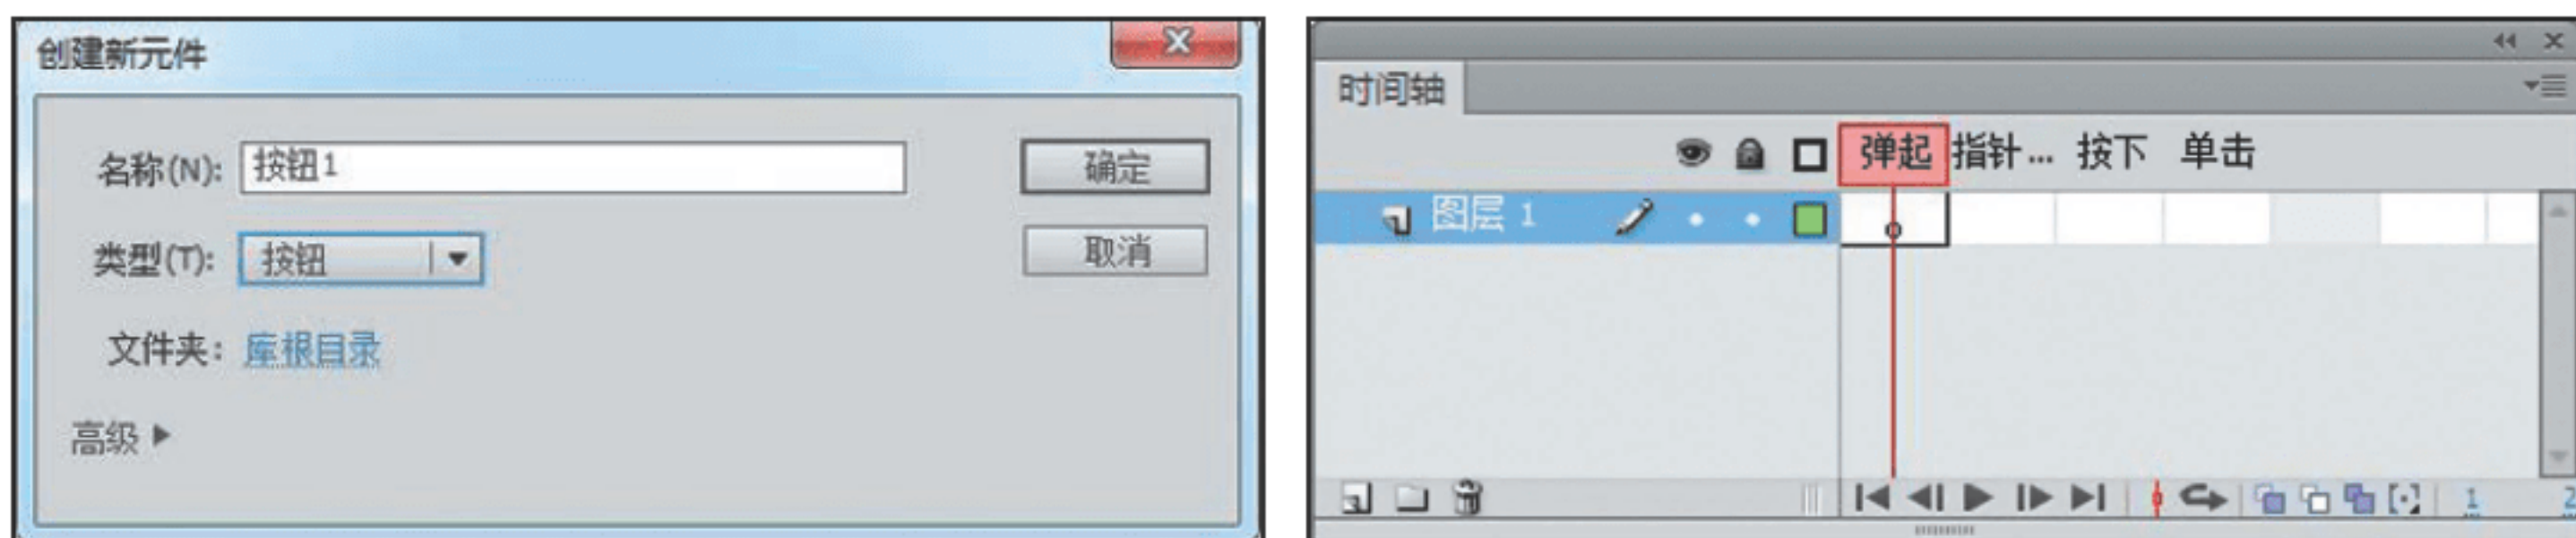 创建新元件
名称(N): 按钮1
确定
类型(T): 按钮
取消
文件夹: 库根目录
高级
时间轴
弹起 指针... 按下 单击
图层 1
1